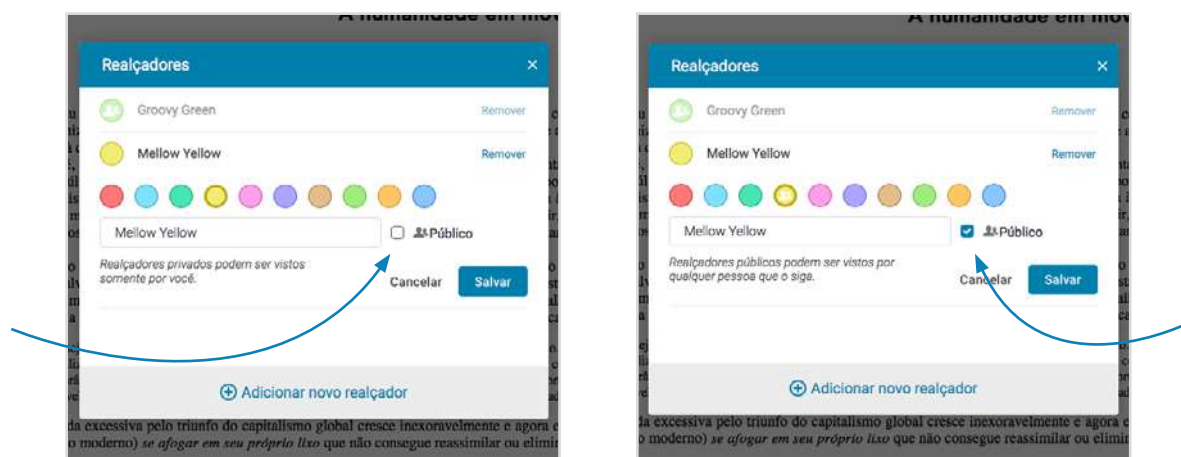 A humanidade em mov
Realçadores
Groovy Green Remover
Mellow Yellow Remover
Mellow Yellow Público
Realçadores privados podem ser vistos
somente por você.
Cancelar Salvar
Adicionar novo realçador
da excessiva pelo triunfo do capitalismo global cresce inexoravelmente e agora e
o moderno) se afogar em seu próprio lixo que não consegue reassimilar ou elimin
A humanidade em mov
Realçadores
Groovy Green Remover
Mellow Yellow Remover
Mellow Yellow Público
Realçadores públicos podem ser vistos por
qualquer pessoa que o siga.
Cancelar Salvar
Adicionar novo realçador
da excessiva pelo triunfo do capitalismo global cresce inexoravelmente e agora e
o moderno) se afogar em seu próprio lixo que não consegue reassimilar ou elimin